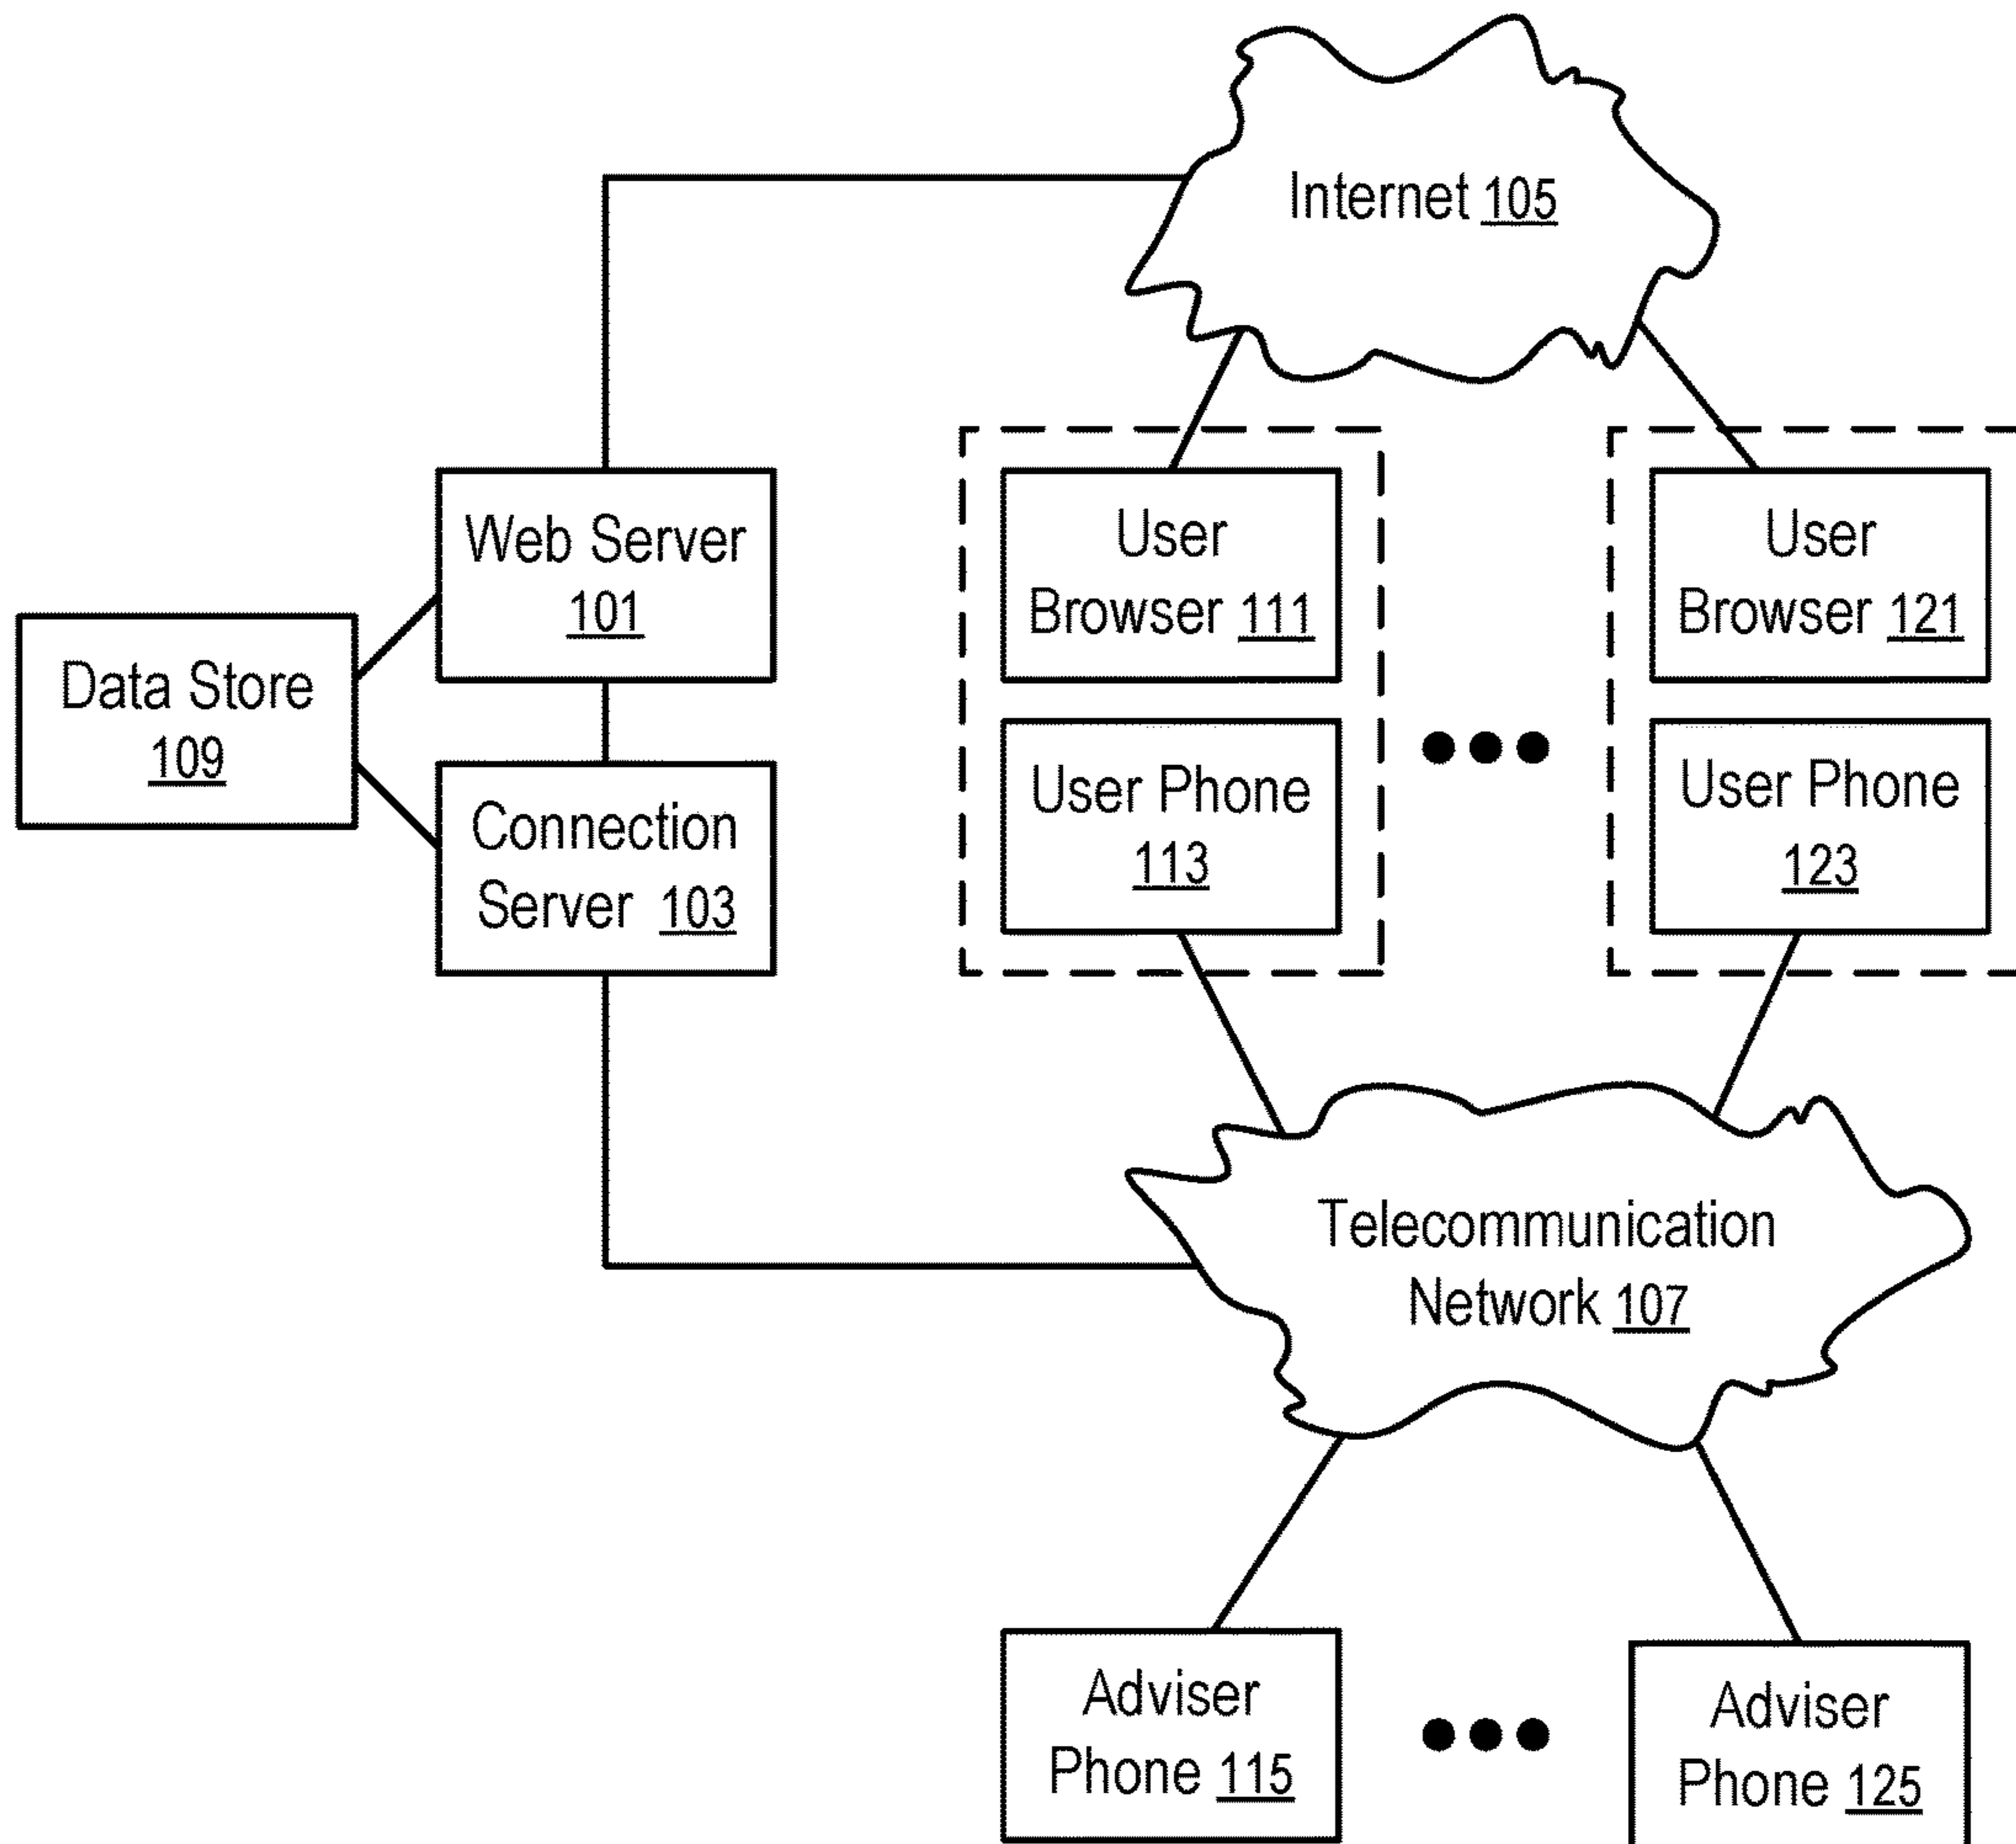 Internet 105
Web Server
101
User
Browser 111
User
Browser 121
Data Store
109
Connection
Server 103
User Phone
113
User Phone
123
Telecommunication
Network 107
Adviser
Phone 115
Adviser
Phone 125